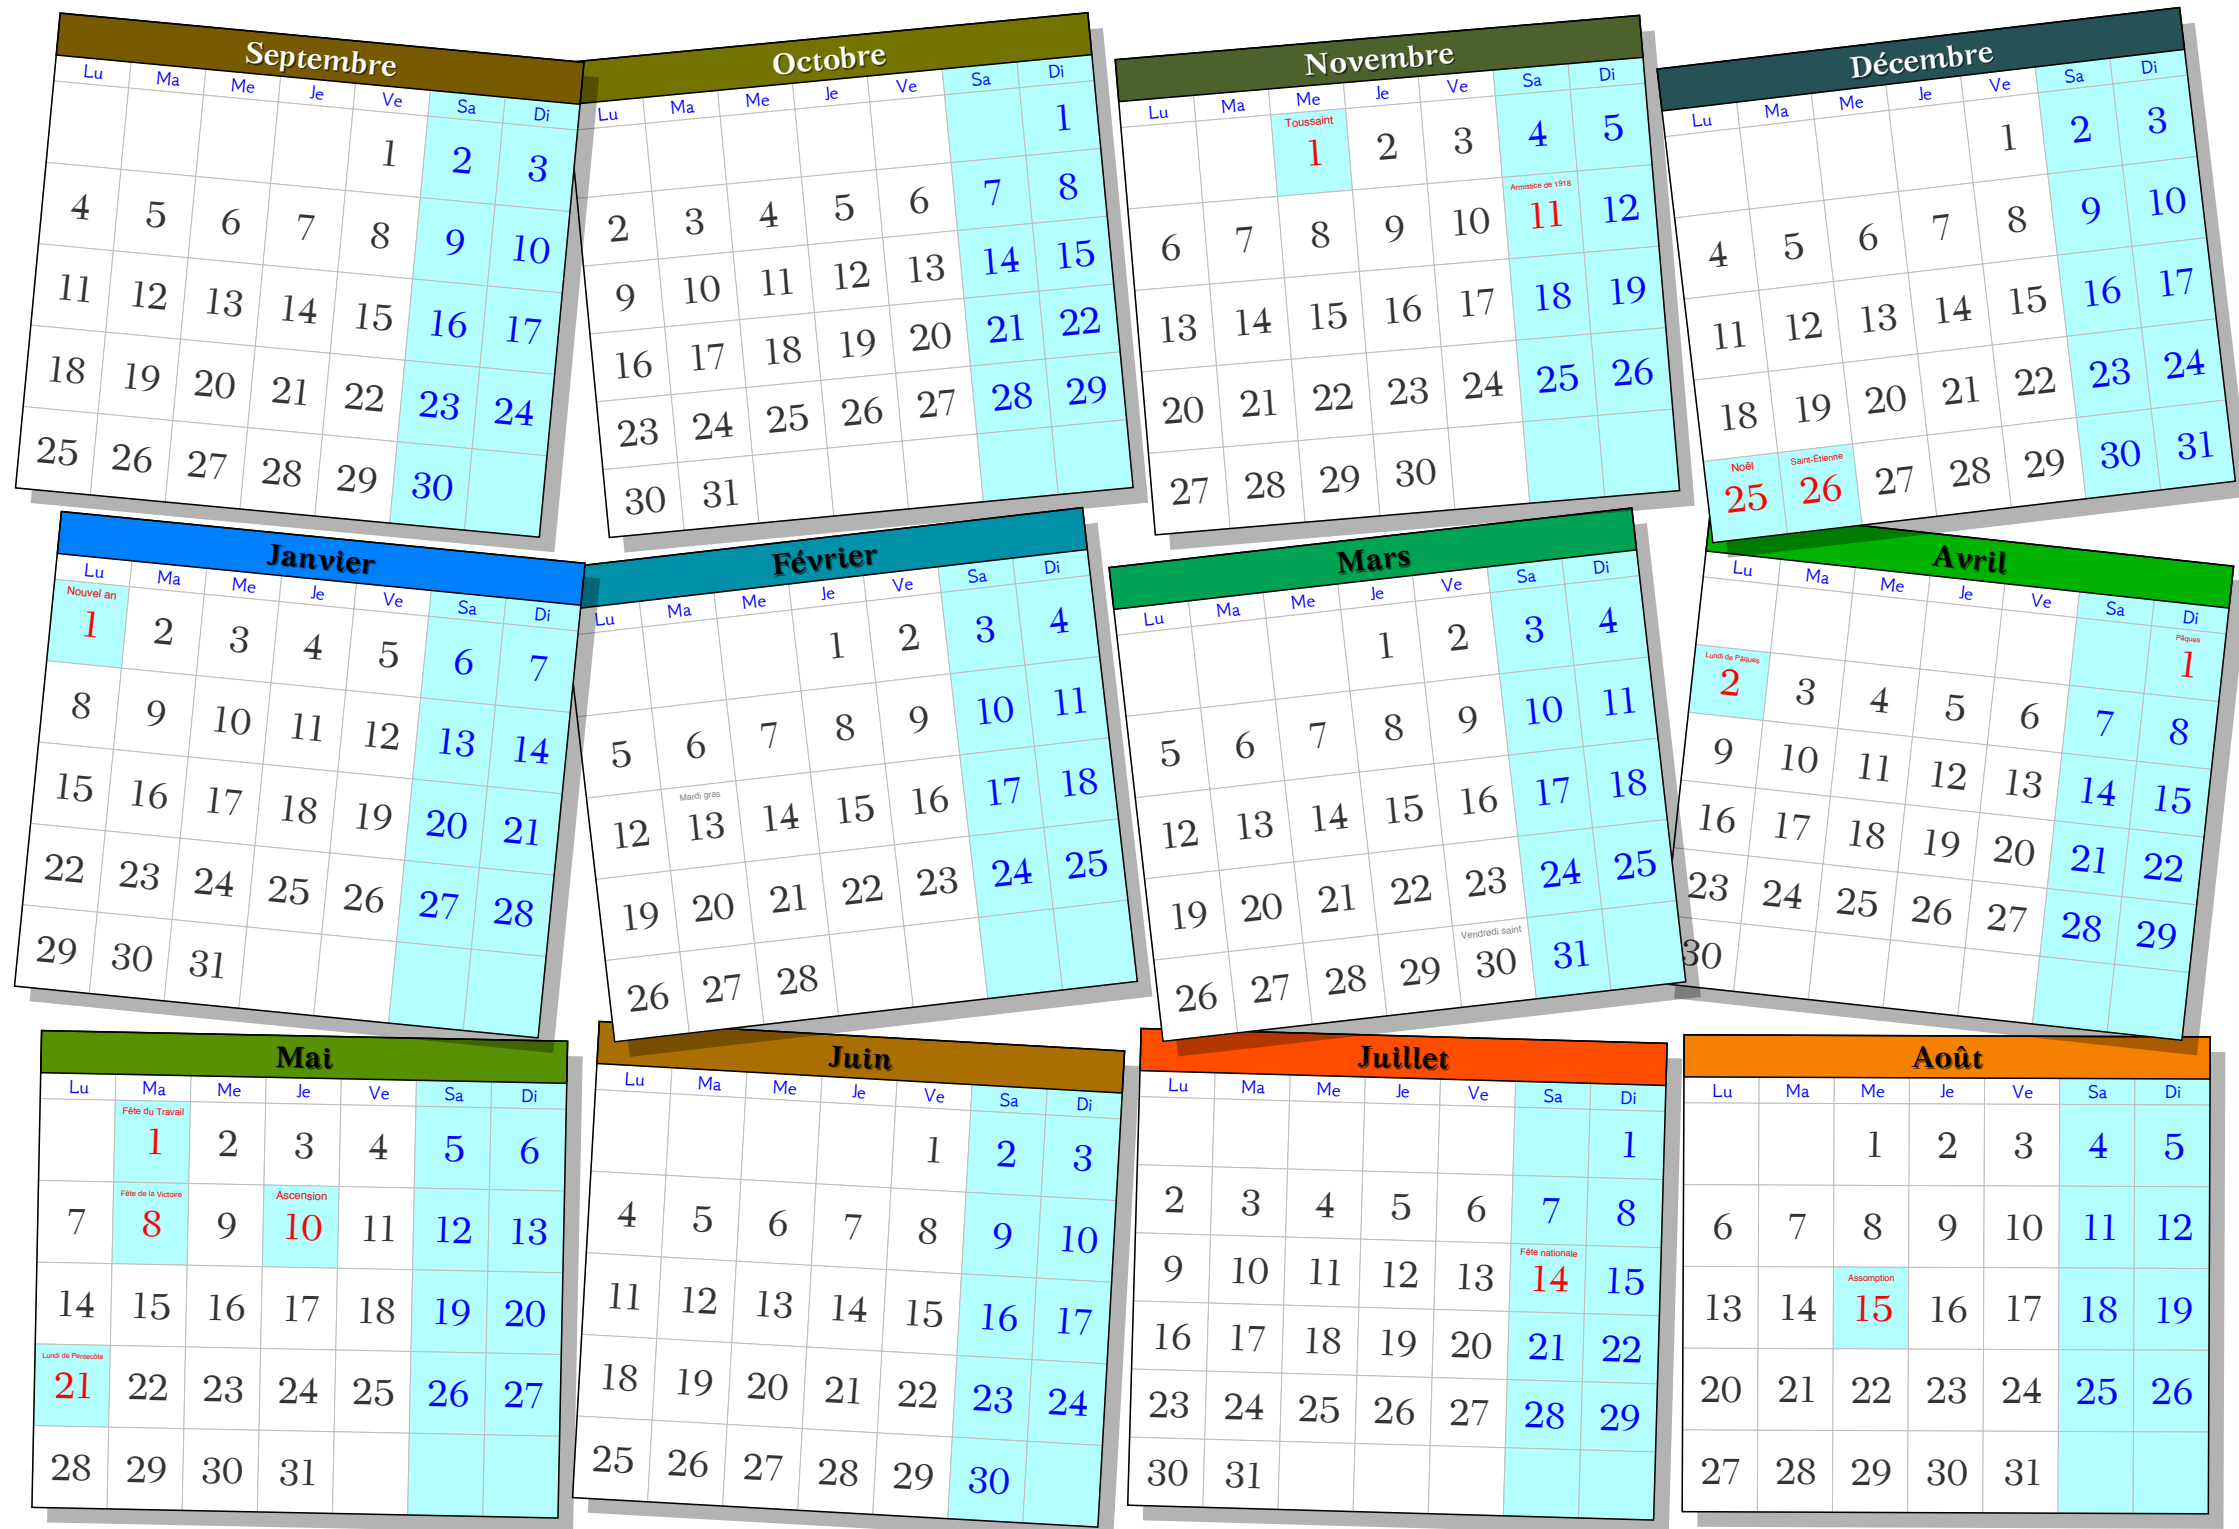 Septembre
Lu Ma Me Je Ve Sa Di
1 2 3
4 5 6 7 8 9 10
11 12 13 14 15 16 17
18 19 20 21 22 23 24
25 26 27 28 29 30
Octobre
Lu Ma Me Je Ve Sa Di
1
2 3 4 5 6 7 8
9 10 11 12 13 14 15
16 17 18 19 20 21 22
23 24 25 26 27 28 29
30 31
Novembre
Lu Ma Me Je Ve Sa Di
Toussaint
1 2 3 4 5
Armistice de 1918
6 7 8 9 10 11 12
13 14 15 16 17 18 19
20 21 22 23 24 25 26
27 28 29 30
Décembre
Lu Ma Me Je Ve Sa Di
1 2 3
4 5 6 7 8 9 10
11 12 13 14 15 16 17
18 19 20 21 22 23 24
Noël Saint-Étienne
25 26 27 28 29 30 31
Janvier
Lu Ma Me Je Ve Sa Di
Nouvel an
1 2 3 4 5 6 7
8 9 10 11 12 13 14
15 16 17 18 19 20 21
22 23 24 25 26 27 28
29 30 31
Février
Lu Ma Me Je Ve Sa Di
1 2 3 4
5 6 7 8 9 10 11
Mardi gras
12 13 14 15 16 17 18
19 20 21 22 23 24 25
26 27 28
Mars
Lu Ma Me Je Ve Sa Di
1 2 3 4
5 6 7 8 9 10 11
12 13 14 15 16 17 18
19 20 21 22 23 24 25
Vendredi saint
26 27 28 29 30 31
Avril
Lu Ma Me Je Ve Sa Di
Pâques
1
Lundi de Pâques
2 3 4 5 6 7 8
9 10 11 12 13 14 15
16 17 18 19 20 21 22
23 24 25 26 27 28 29
30
Mai
Lu Ma Me Je Ve Sa Di
Fête du Travail
1 2 3 4 5 6
Fête de la Victoire Ascension
7 8 9 10 11 12 13
14 15 16 17 18 19 20
Lundi de Pentecôte
21 22 23 24 25 26 27
28 29 30 31
Juin
Lu Ma Me Je Ve Sa Di
1 2 3
4 5 6 7 8 9 10
11 12 13 14 15 16 17
18 19 20 21 22 23 24
25 26 27 28 29 30
Juillet
Lu Ma Me Je Ve Sa Di
1
2 3 4 5 6 7 8
Fête nationale
9 10 11 12 13 14 15
16 17 18 19 20 21 22
23 24 25 26 27 28 29
30 31
Août
Lu Ma Me Je Ve Sa Di
1 2 3 4 5
6 7 8 9 10 11 12
Assomption
13 14 15 16 17 18 19
20 21 22 23 24 25 26
27 28 29 30 31